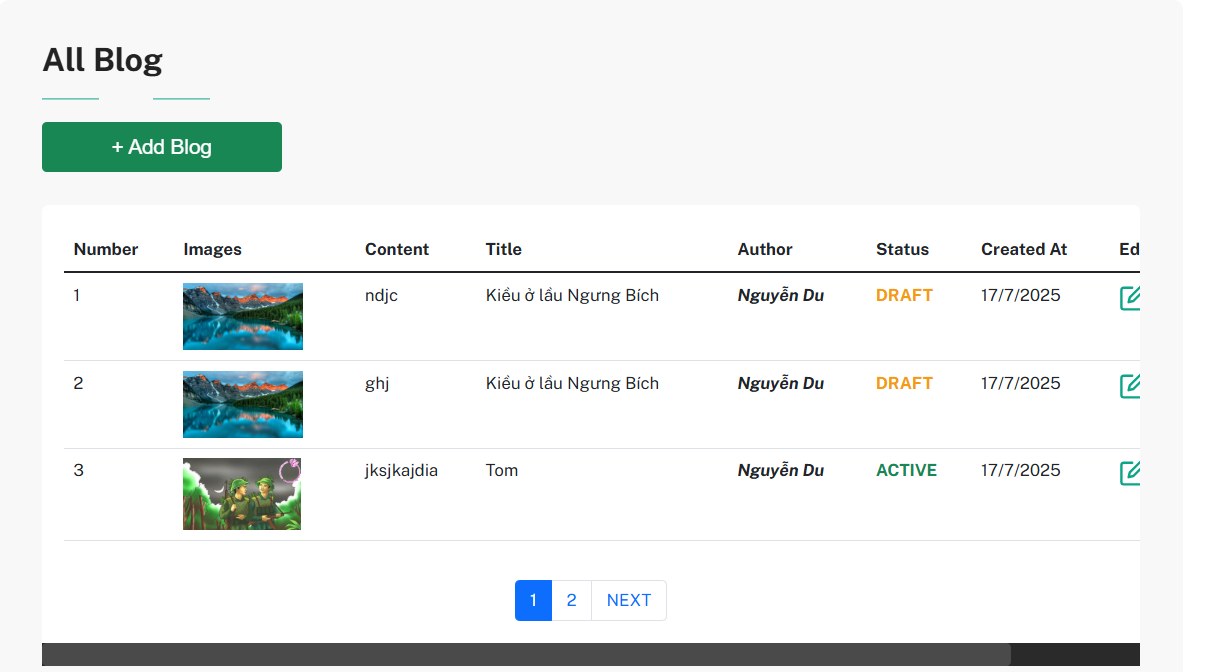 All Blog
+ Add Blog
Number Images Content Title Author Status Created At Ed
1 ndjc Kiều ở lầu Ngưng Bích Nguyễn Du DRAFT 17/7/2025
2 ghj Kiều ở lầu Ngưng Bích Nguyễn Du DRAFT 17/7/2025
3 jksjkajdia Tom Nguyễn Du ACTIVE 17/7/2025
1 2 NEXT